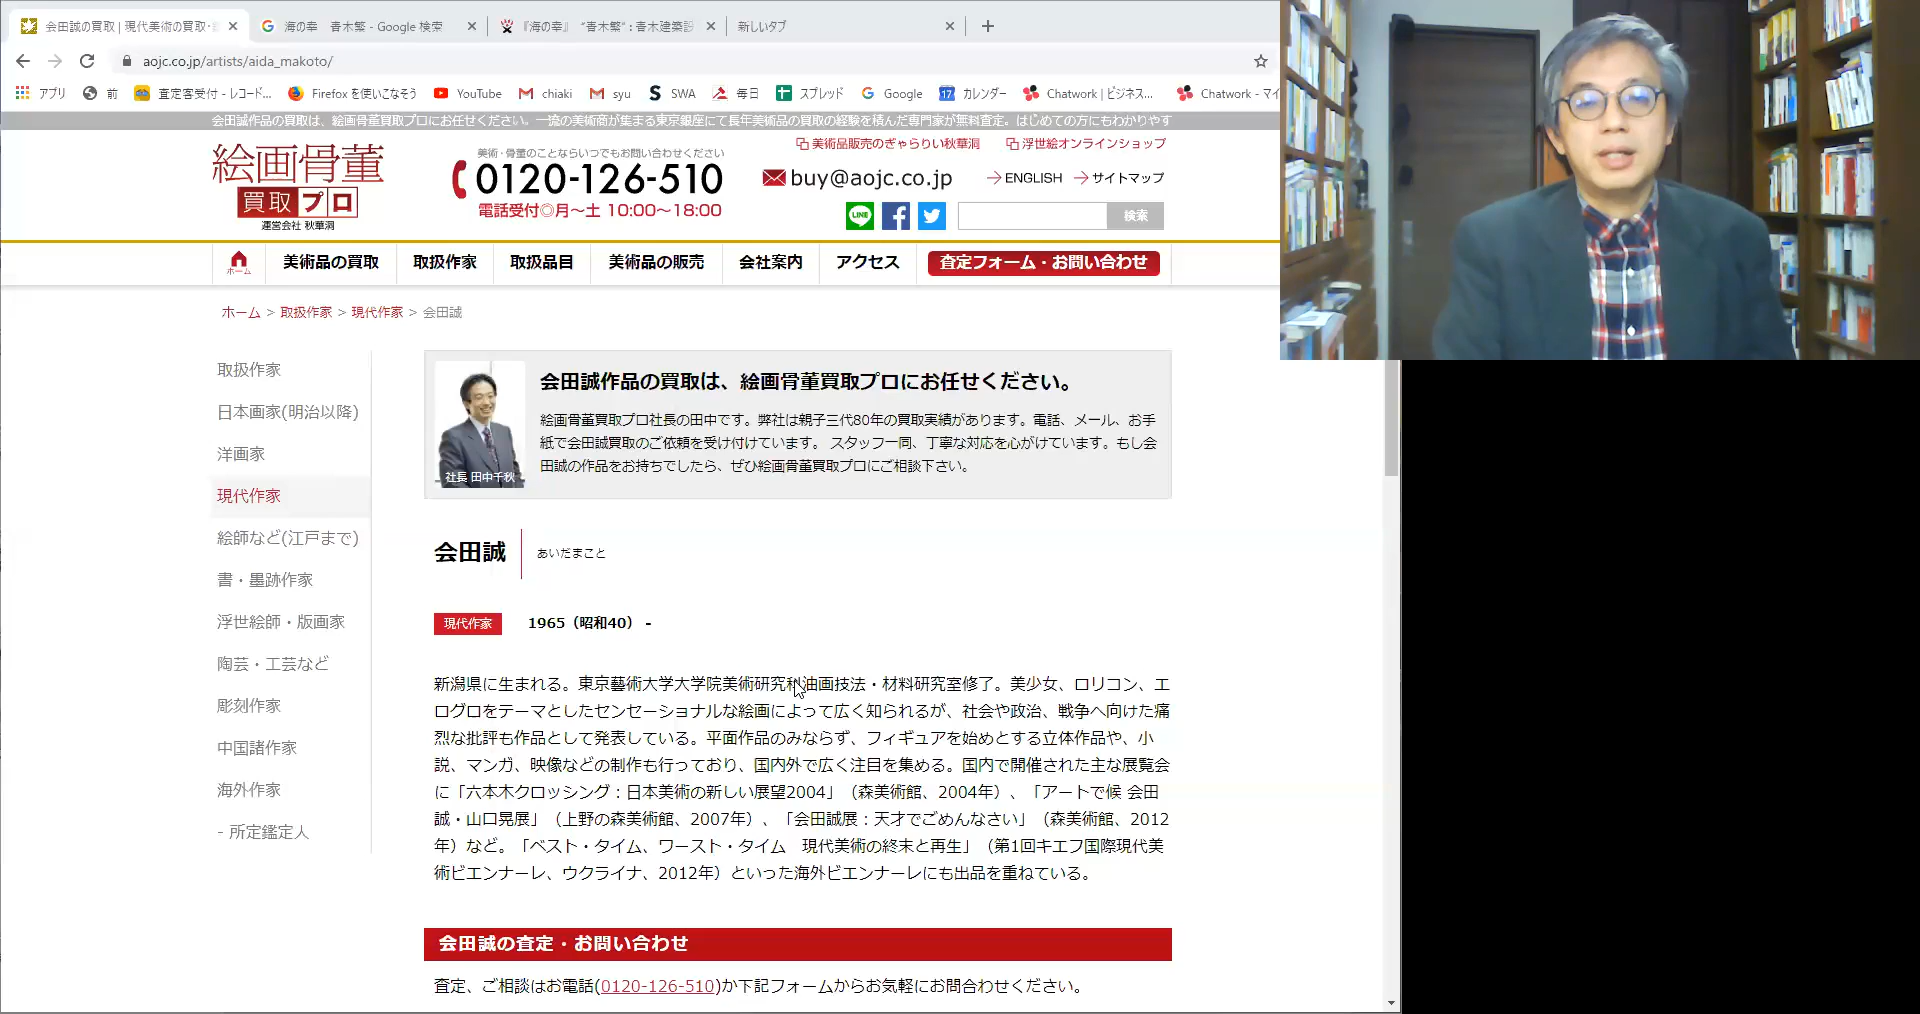 会田誠の買取 | 現代美術の買取・
海の幸　青木繁 - Google 検索
『海の幸』 “青木繁”：青木建築設
新しいタブ
aojc.co.jp/artists/aida_makoto/
アプリ
前
査定客受付 - レコード...
Firefox を使いこなそう
YouTube
chiaki
syu
SWA
毎日
スプレッド
Google
カレンダー
Chatwork | ビジネス...
Chatwork - マイ
会田誠作品の買取は、絵画骨董買取プロにお任せください。一流の美術商が集まる東京銀座にて長年美術品の買取の経験を積んだ専門家が無料査定。はじめての方にもわかりやす
絵画骨董
買取プロ
運営会社 秋華洞
美術・骨董のことならいつでもお問い合わせください
0120-126-510
電話受付◎月～土 10:00～18:00
美術品販売のぎゃらりい秋華洞
浮世絵オンラインショップ
buy@aojc.co.jp
ENGLISH
サイトマップ
LINE
検索
ホーム
美術品の買取
取扱作家
取扱品目
美術品の販売
会社案内
アクセス
査定フォーム・お問い合わせ
ホーム > 取扱作家 > 現代作家 > 会田誠
取扱作家
日本画家(明治以降)
洋画家
現代作家
絵師など(江戸まで)
書・墨跡作家
浮世絵師・版画家
陶芸・工芸など
彫刻作家
中国諸作家
海外作家
- 所定鑑定人
社長 田中千秋
会田誠作品の買取は、絵画骨董買取プロにお任せください。
絵画骨董買取プロ社長の田中です。弊社は親子三代80年の買取実績があります。電話、メール、お手
紙で会田誠買取のご依頼を受け付けています。 スタッフ一同、丁寧な対応を心がけています。もし会
田誠の作品をお持ちでしたら、ぜひ絵画骨董買取プロにご相談下さい。
会田誠
あいだまこと
現代作家
1965（昭和40） -
新潟県に生まれる。東京藝術大学大学院美術研究科油画技法・材料研究室修了。美少女、ロリコン、エ
ログロをテーマとしたセンセーショナルな絵画によって広く知られるが、社会や政治、戦争へ向けた痛
烈な批評も作品として発表している。平面作品のみならず、フィギュアを始めとする立体作品や、小
説、マンガ、映像などの制作も行っており、国内外で広く注目を集める。国内で開催された主な展覧会
に「六本木クロッシング：日本美術の新しい展望2004」（森美術館、2004年）、「アートで候 会田
誠・山口晃展」（上野の森美術館、2007年）、「会田誠展：天才でごめんなさい」（森美術館、2012
年）など。「ベスト・タイム、ワースト・タイム　現代美術の終末と再生」（第1回キエフ国際現代美
術ビエンナーレ、ウクライナ、2012年）といった海外ビエンナーレにも出品を重ねている。
会田誠の査定・お問い合わせ
査定、ご相談はお電話(0120-126-510)か下記フォームからお気軽にお問合わせください。